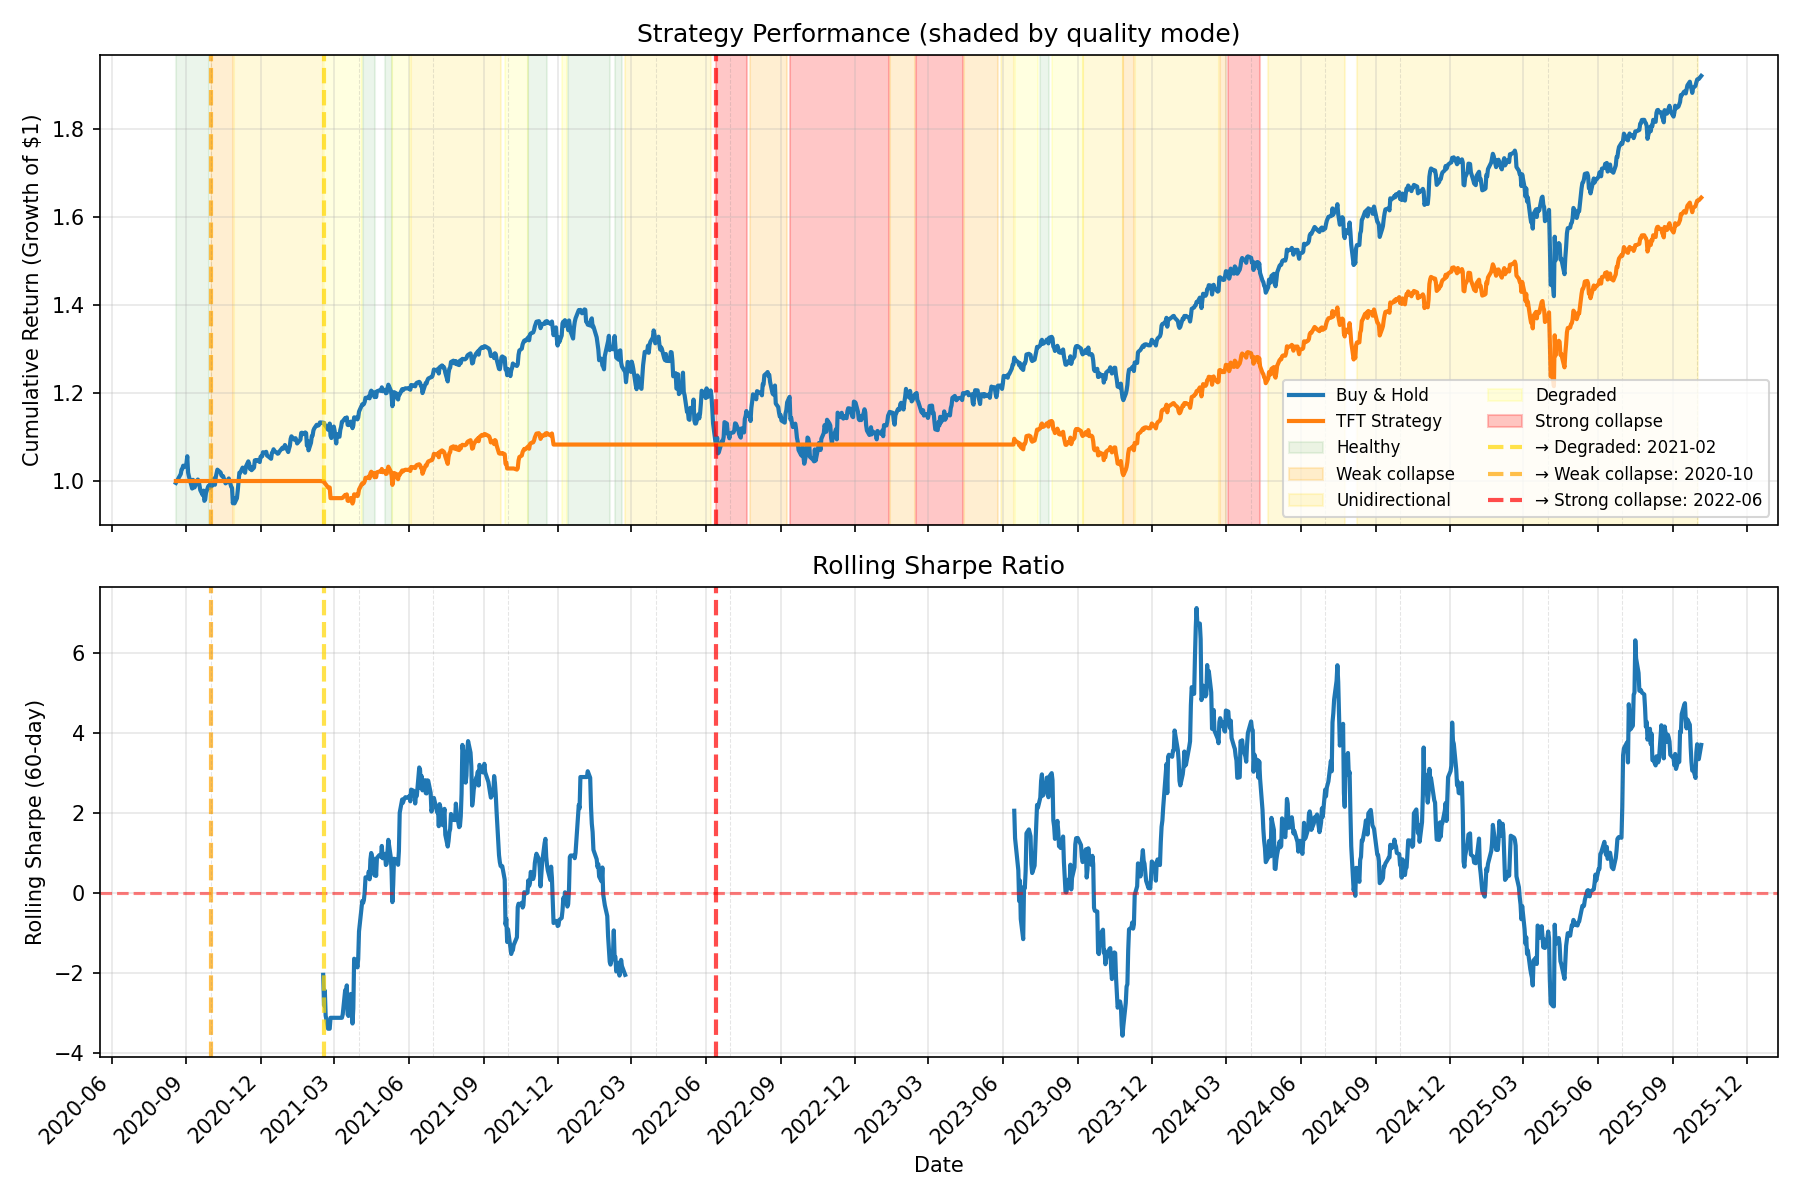 Strategy Performance (shaded by quality mode)
Cumulative Return (Growth of $1)
1.8
1.6
1.4
1.2
1.0
Buy & Hold
TFT Strategy
Healthy
Weak collapse
Unidirectional
Degraded
Strong collapse
→ Degraded: 2021-02
→ Weak collapse: 2020-10
→ Strong collapse: 2022-06
Rolling Sharpe Ratio
Rolling Sharpe (60-day)
6
4
2
0
−2
−4
2020-06
2020-09
2020-12
2021-03
2021-06
2021-09
2021-12
2022-03
2022-06
2022-09
2022-12
2023-03
2023-06
2023-09
2023-12
2024-03
2024-06
2024-09
2024-12
2025-03
2025-06
2025-09
2025-12
Date